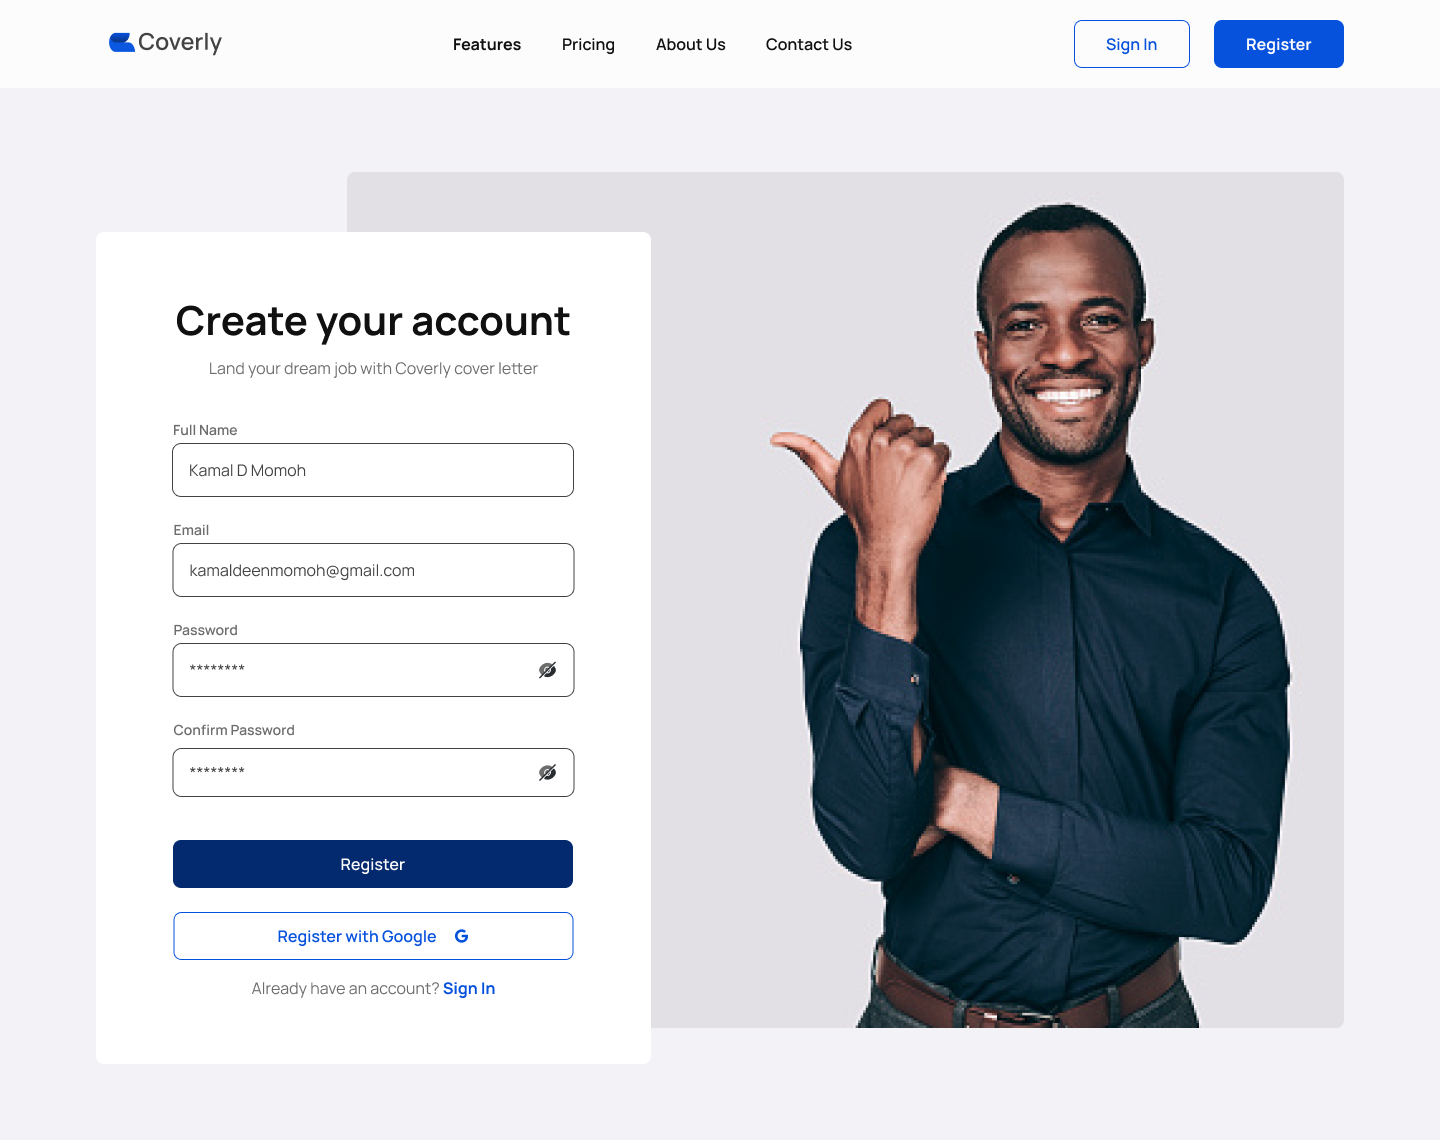 Coverly
Features
Pricing
About Us
Contact Us
Sign In
Register
Create your account
Land your dream job with Coverly cover letter
Full Name
Kamal D Momoh
Email
kamaldeenmomoh@gmail.com
Password
********
Confirm Password
********
Register
Register with Google G
Already have an account? Sign In